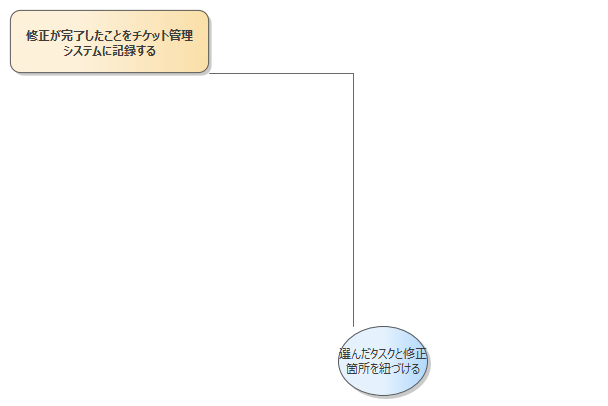 修正が完了したことをチケット管理
システムに記録する
選んだタスクと修正
箇所を紐づける